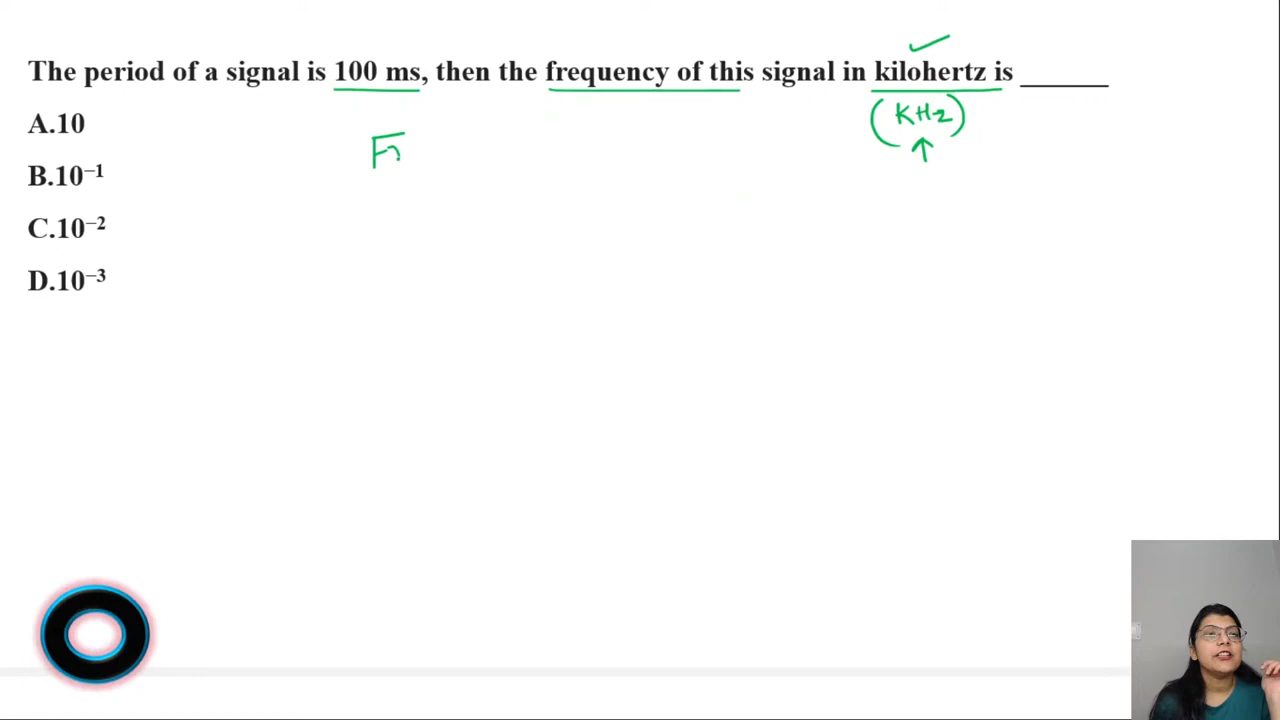 The period of a signal is 100 ms, then the frequency of this signal in kilohertz is ______
(KHz)
A.10
F
B.10⁻¹
C.10⁻²
D.10⁻³